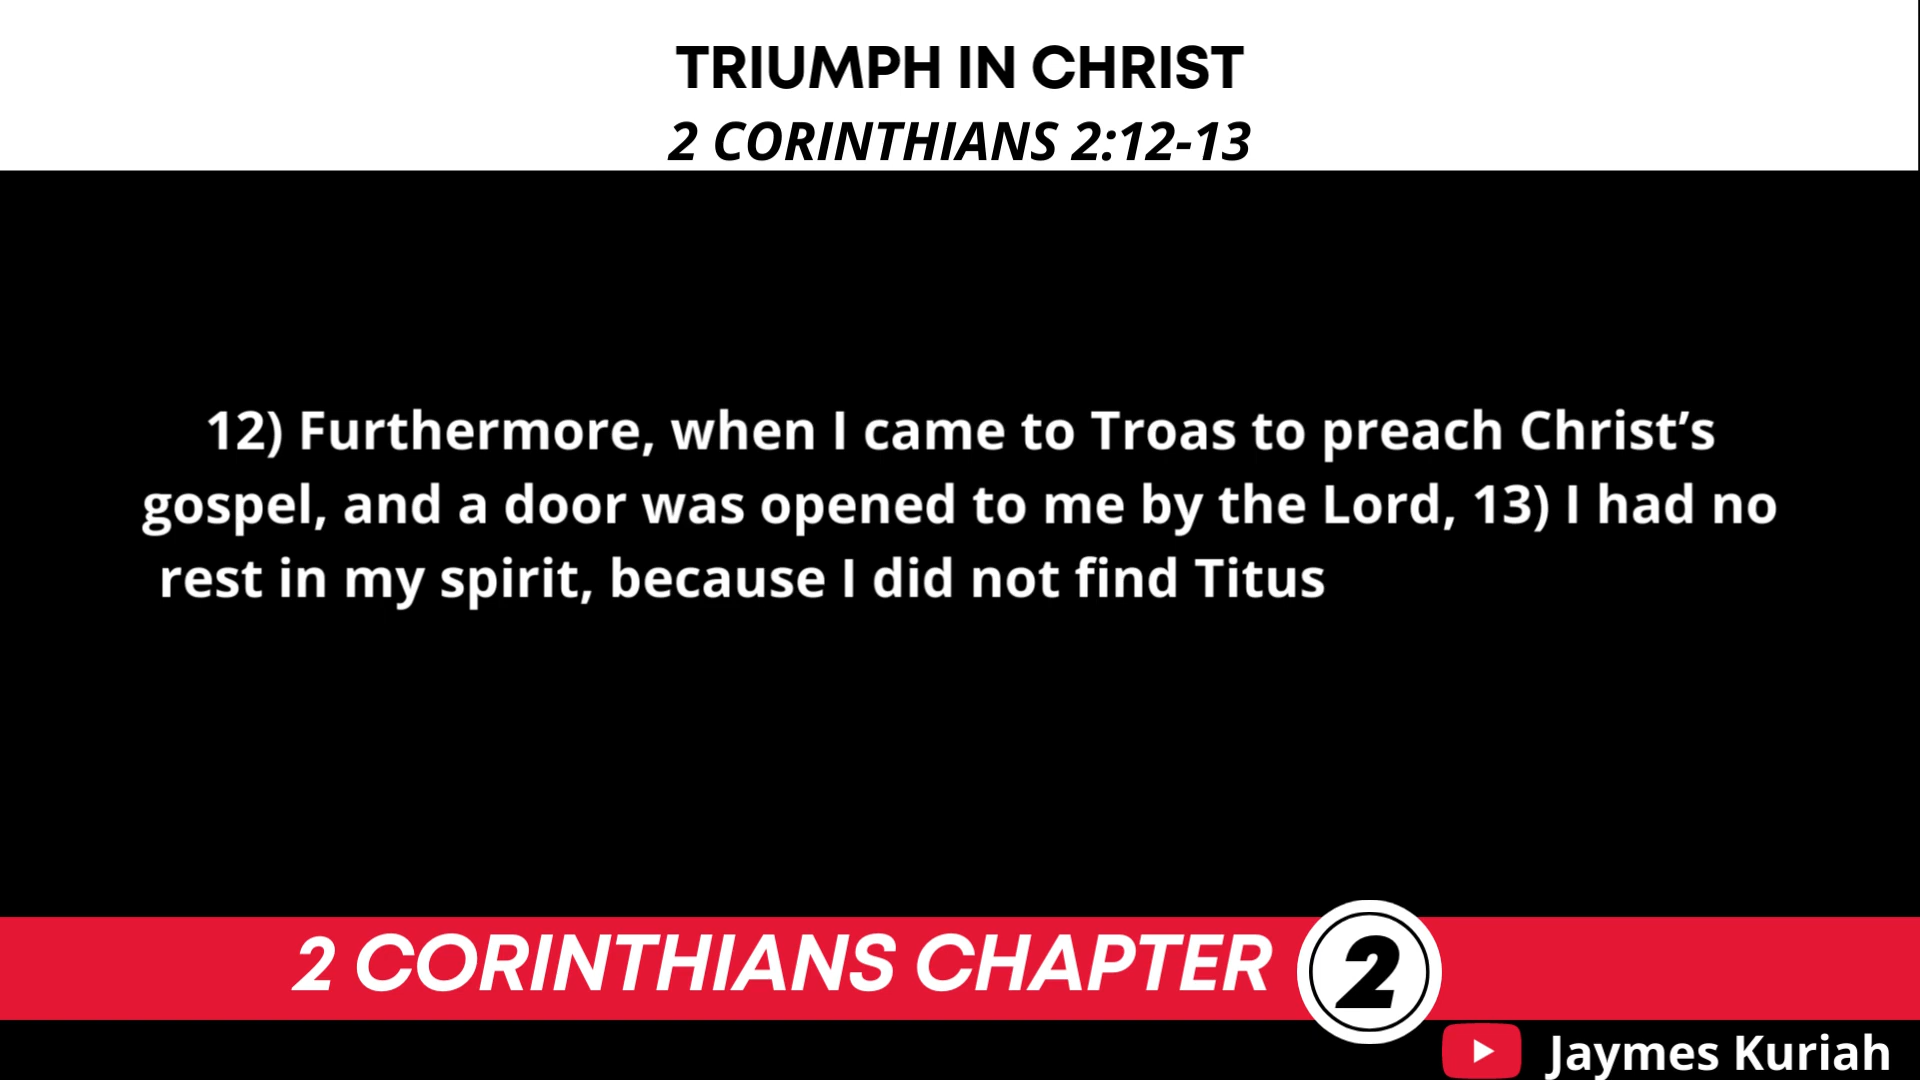 TRIUMPH IN CHRIST
2 CORINTHIANS 2:12-13
12) Furthermore, when I came to Troas to preach Christ’s
gospel, and a door was opened to me by the Lord, 13) I had no
rest in my spirit, because I did not find Titus
2 CORINTHIANS CHAPTER 2
Jaymes Kuriah